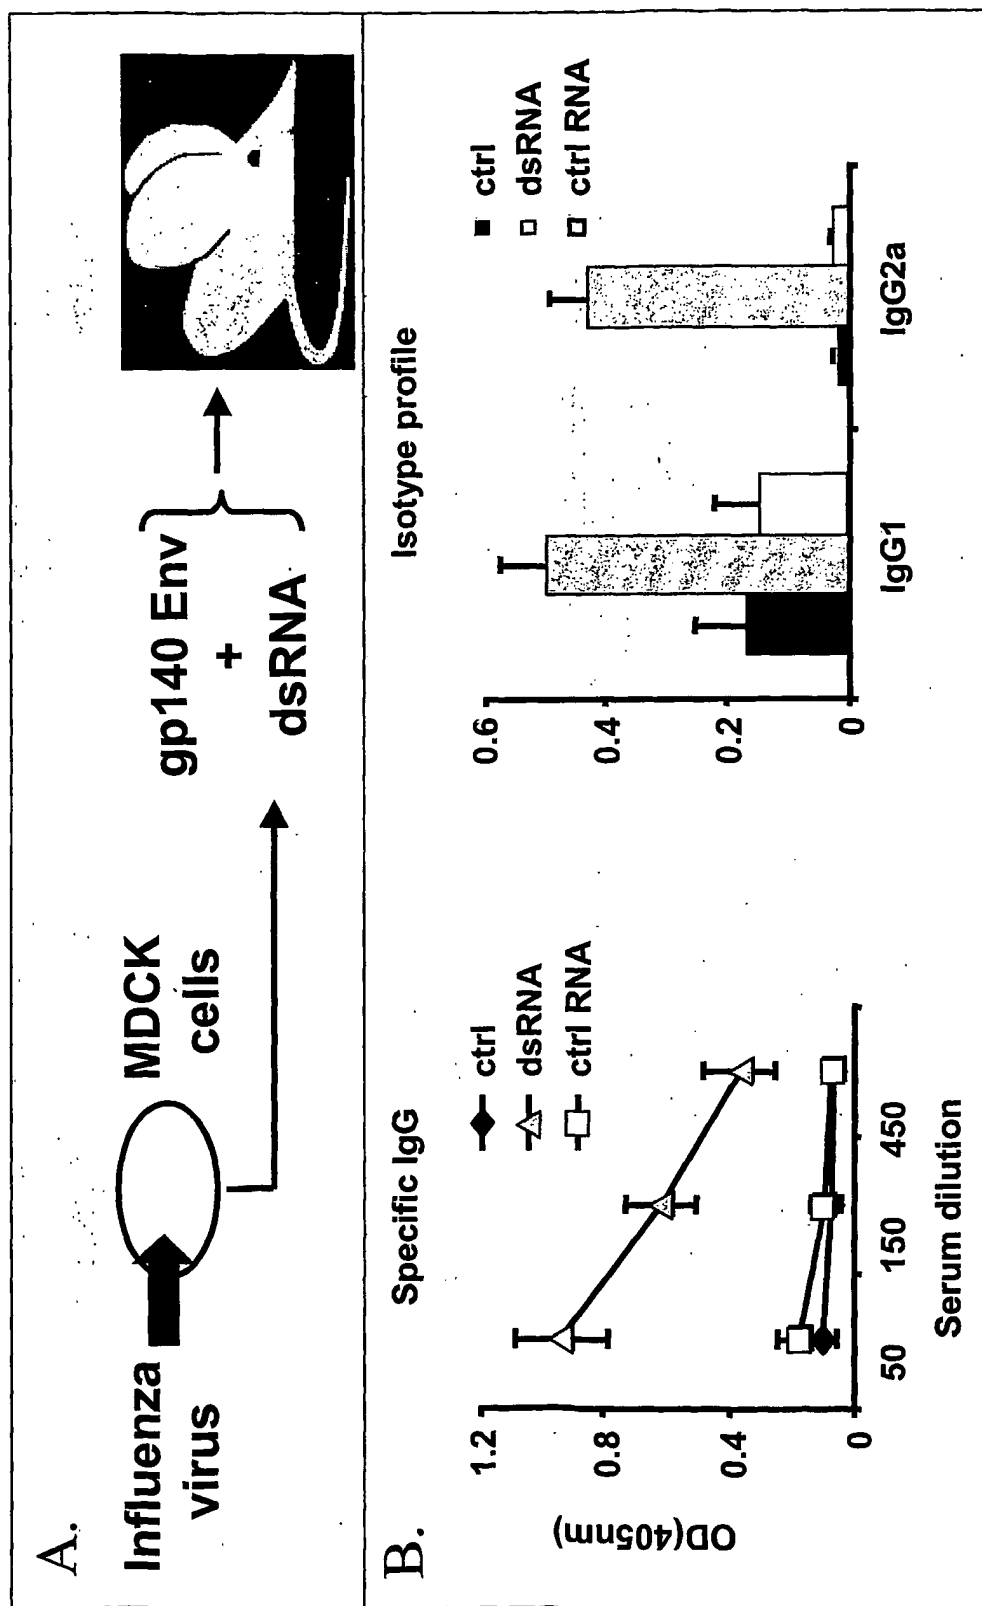 A.
Influenza
virus
MDCK
cells
gp140 Env
+
dsRNA
B.
Specific IgG
ctrl
dsRNA
ctrl RNA
OD(405nm)
1.2
0.8
0.4
0
50
150
450
Serum dilution
Isotype profile
ctrl
dsRNA
ctrl RNA
0.6
0.4
0.2
0
IgG1
IgG2a